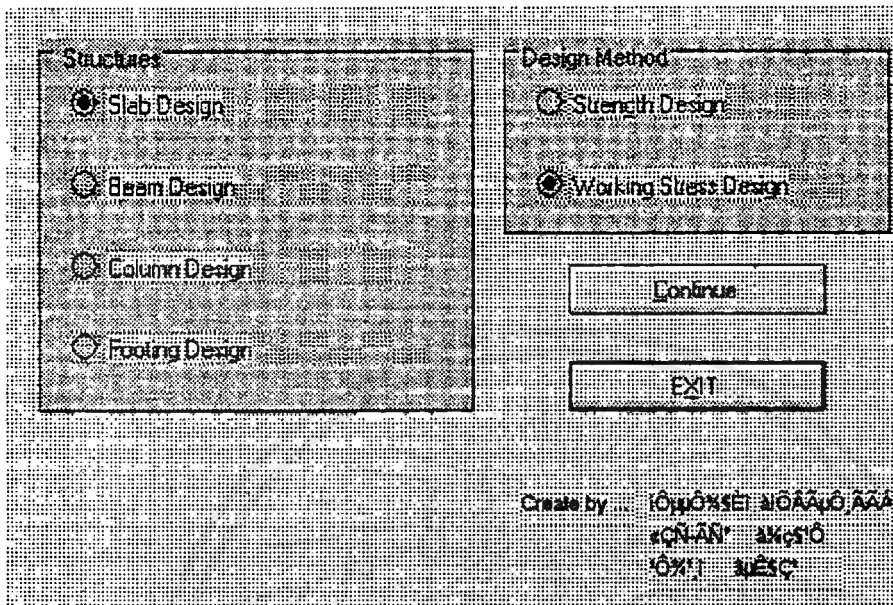 Structures
Slab Design
Beam Design
Column Design
Footing Design
Design Method
Strength Design
Working Stress Design
Continue
EXIT
Create by ...